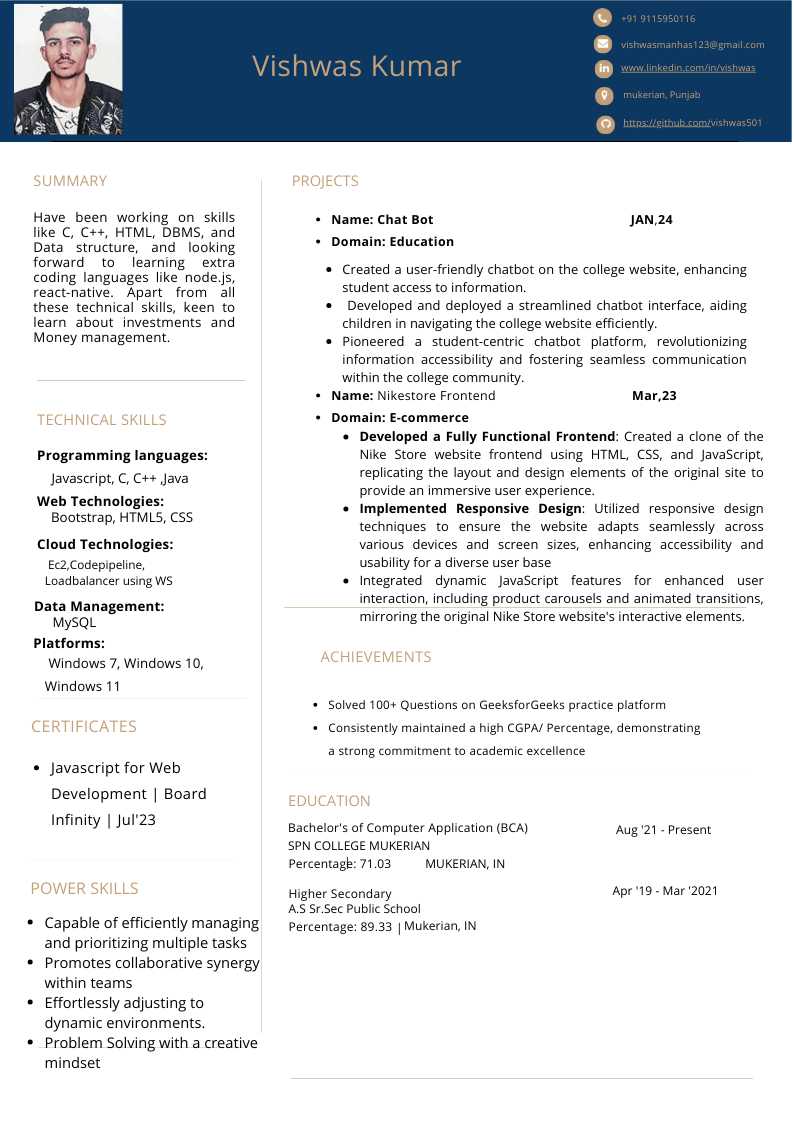 Vishwas Kumar
+91 9115950116
vishwasmanhas123@gmail.com
www.linkedin.com/in/vishwas
mukerian, Punjab
https://github.com/vishwas501
SUMMARY
Have been working on skills
like C, C++, HTML, DBMS, and
Data structure, and looking
forward to learning extra
coding languages like node.js,
react-native. Apart from all
these technical skills, keen to
learn about investments and
Money management.
TECHNICAL SKILLS
Programming languages:
Javascript, C, C++ ,Java
Web Technologies:
Bootstrap, HTML5, CSS
Cloud Technologies:
Ec2,Codepipeline,
Loadbalancer using WS
Data Management:
MySQL
Platforms:
Windows 7, Windows 10,
Windows 11
CERTIFICATES
• Javascript for Web
Development | Board
Infinity | Jul'23
POWER SKILLS
• Capable of efficiently managing
and prioritizing multiple tasks
• Promotes collaborative synergy
within teams
• Effortlessly adjusting to
dynamic environments.
• Problem Solving with a creative
mindset
PROJECTS
• Name: Chat Bot JAN,24
• Domain: Education
• Created a user-friendly chatbot on the college website, enhancing
student access to information.
• Developed and deployed a streamlined chatbot interface, aiding
children in navigating the college website efficiently.
• Pioneered a student-centric chatbot platform, revolutionizing
information accessibility and fostering seamless communication
within the college community.
• Name: Nikestore Frontend Mar,23
• Domain: E-commerce
• Developed a Fully Functional Frontend: Created a clone of the
Nike Store website frontend using HTML, CSS, and JavaScript,
replicating the layout and design elements of the original site to
provide an immersive user experience.
• Implemented Responsive Design: Utilized responsive design
techniques to ensure the website adapts seamlessly across
various devices and screen sizes, enhancing accessibility and
usability for a diverse user base
• Integrated dynamic JavaScript features for enhanced user
interaction, including product carousels and animated transitions,
mirroring the original Nike Store website's interactive elements.
ACHIEVEMENTS
• Solved 100+ Questions on GeeksforGeeks practice platform
• Consistently maintained a high CGPA/ Percentage, demonstrating
a strong commitment to academic excellence
EDUCATION
Bachelor's of Computer Application (BCA) Aug '21 - Present
SPN COLLEGE MUKERIAN
Percentage: 71.03 MUKERIAN, IN
Higher Secondary Apr '19 - Mar '2021
A.S Sr.Sec Public School
Percentage: 89.33 | Mukerian, IN